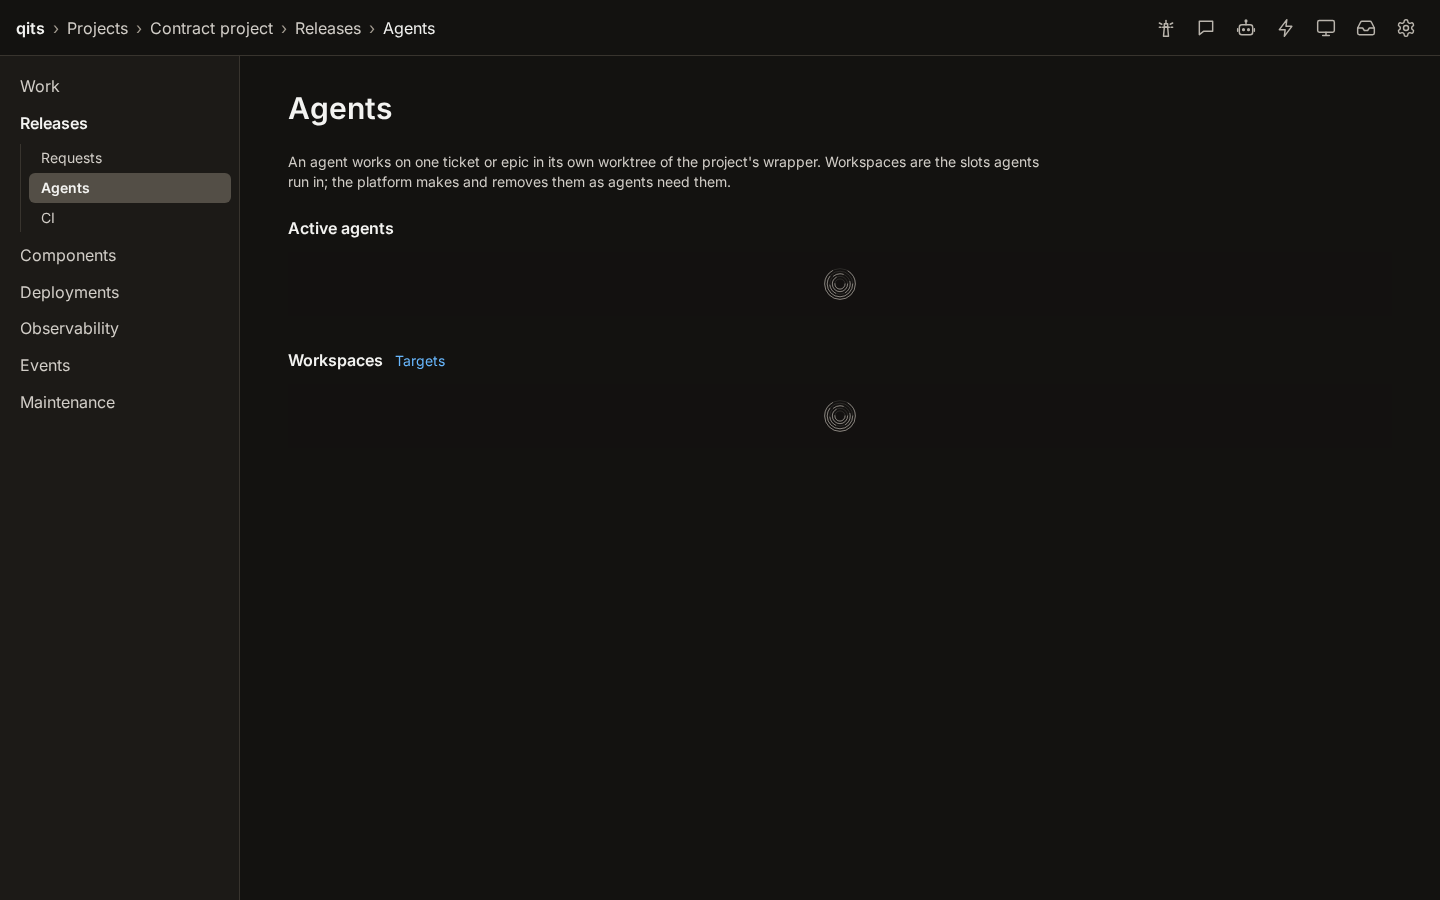 qits › Projects › Contract project › Releases › Agents
Work
Releases
Requests
Agents
CI
Components
Deployments
Observability
Events
Maintenance
Agents
An agent works on one ticket or epic in its own worktree of the project's wrapper. Workspaces are the slots agents
run in; the platform makes and removes them as agents need them.
Active agents
Workspaces Targets